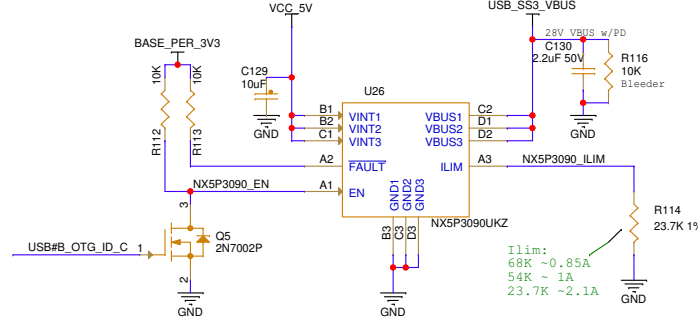 VCC_5V
USB_SS3_VBUS
28V VBUS w/PD
BASE_PER_3V3
C130
2.2uF 50V
R116
10K
Bleeder
10K
10K
C129
10uF
U26
GND
GND
B1
B2
C1
VINT1
VINT2
VINT3
VBUS1
VBUS2
VBUS3
C2
D1
D2
R112
R113
A2
FAULT
ILIM
A3
NX5P3090_ILIM
NX5P3090_EN
A1
EN
GND1
GND2
GND3
NX5P3090UKZ
B3
C3
D3
R114
23.7K 1%
3
Q5
2N7002P
USB#B_OTG_ID_C
1
2
Ilim:
68K ~0.85A
54K ~ 1A
23.7K ~2.1A
GND
GND
GND